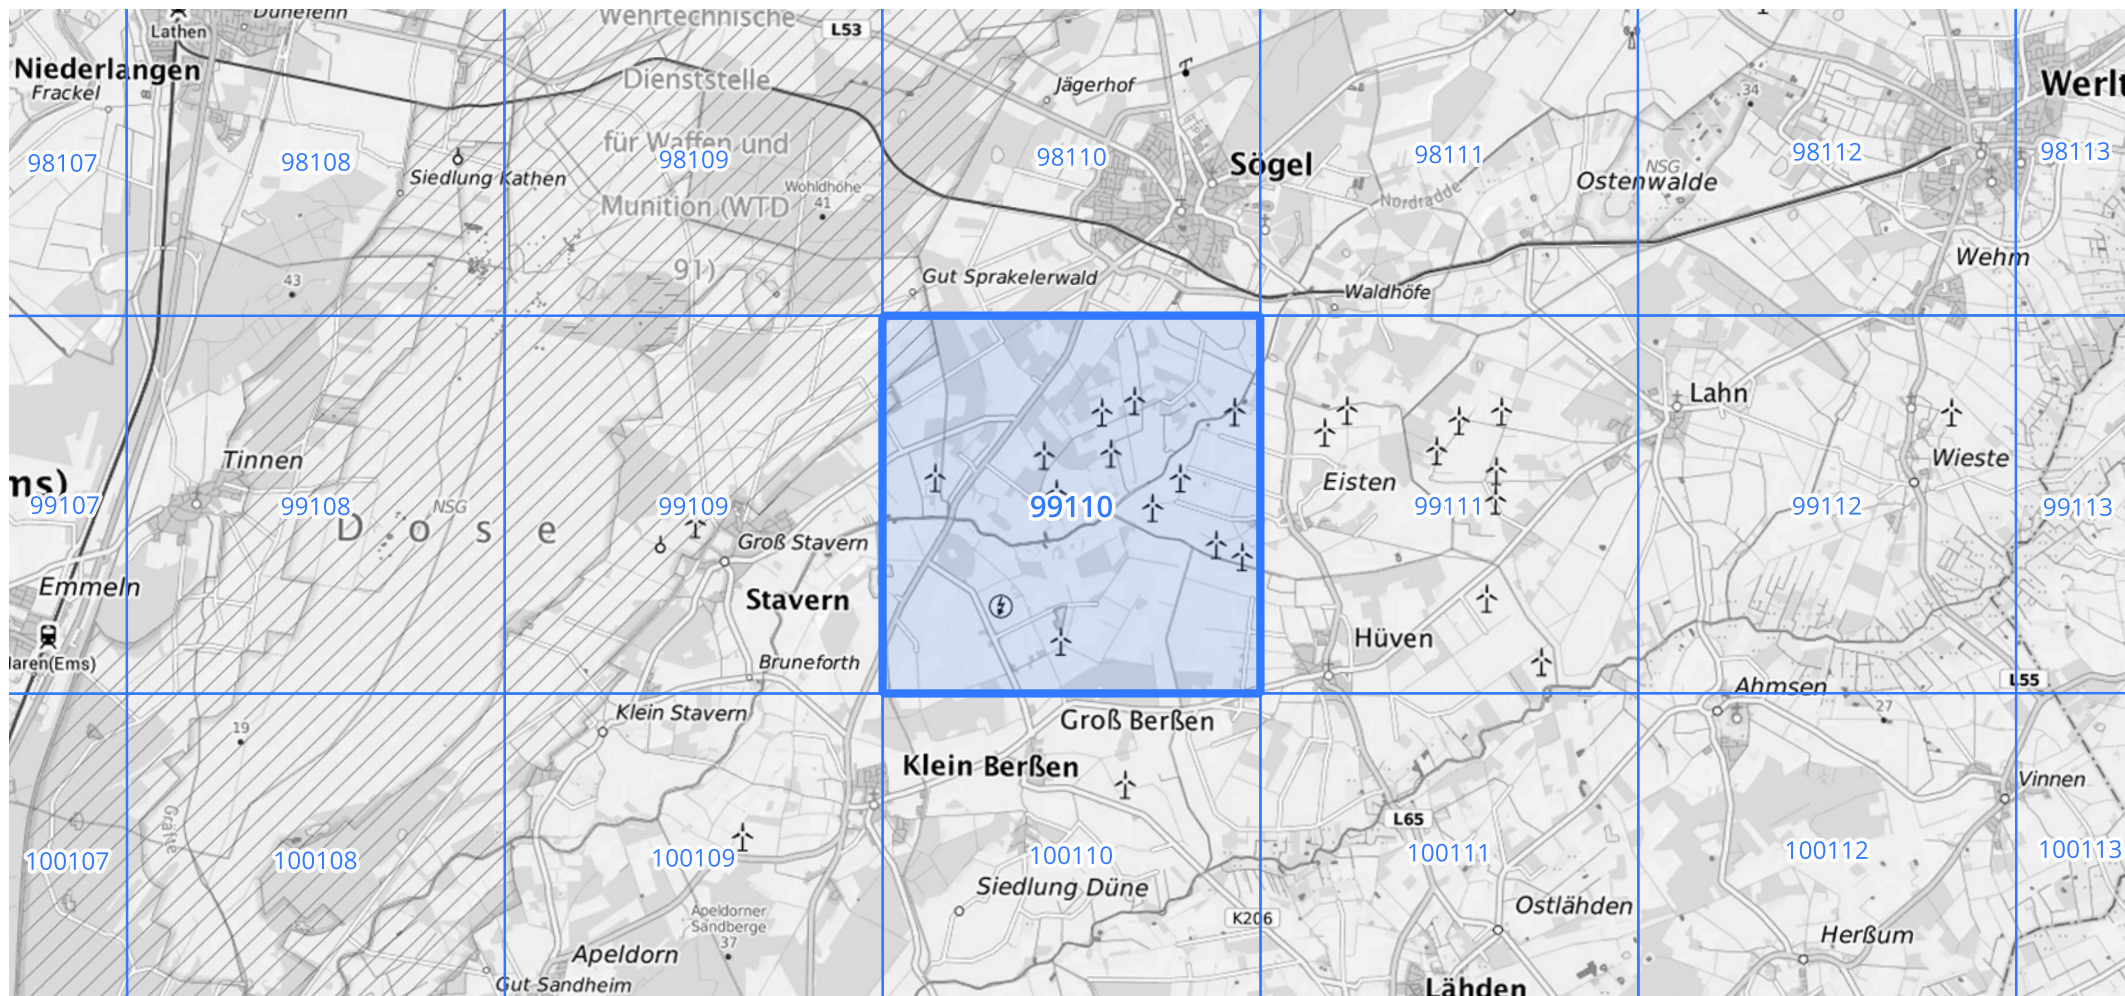 Wehrtechnische
Dünefehn
L53
Lathen
Niederlangen
Frackel
Dienststelle
Jägerhof
34
Werlt
für Waffen und
98107
98108
98109
98110
Sögel
98111
NSG
98112
98113
Siedlung Kathen
Wohldhöhe
41
Munition (WTD
Nordradde
Ostenwalde
91)
43
Gut Sprakelerwald
Waldhöfe
Wehm
Lahn
Tinnen
ms)
Eisten
Wieste
99107
99108
NSG
99109
99110
99111
99112
99113
D o s e
Groß Stavern
Emmeln
Stavern
Hüven
laren(Ems)
Bruneforth
Ahmsen
L55
Klein Stavern
Groß Berßen
27
19
Klein Berßen
Vinnen
Grafte
L65
100107
100108
100109
100110
100111
100112
100113
Siedlung Düne
Apeldorner
Sandberge
37
K206
Ostlähden
Herßum
Apeldorn
Gut Sandheim
Lähden